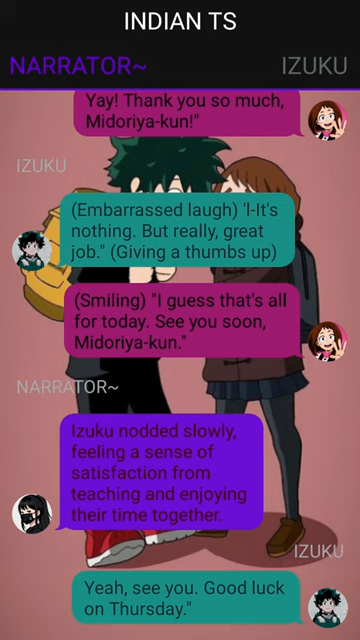 INDIAN TS
NARRATOR~ IZUKU
Yay! Thank you so much,
Midoriya-kun!"
IZUKU
(Embarrassed laugh) 'I-It's
nothing. But really, great
job." (Giving a thumbs up)
(Smiling) "I guess that's all
for today. See you soon,
Midoriya-kun."
NARRATOR~
Izuku nodded slowly,
feeling a sense of
satisfaction from
teaching and enjoying
their time together.
IZUKU
Yeah, see you. Good luck
on Thursday."